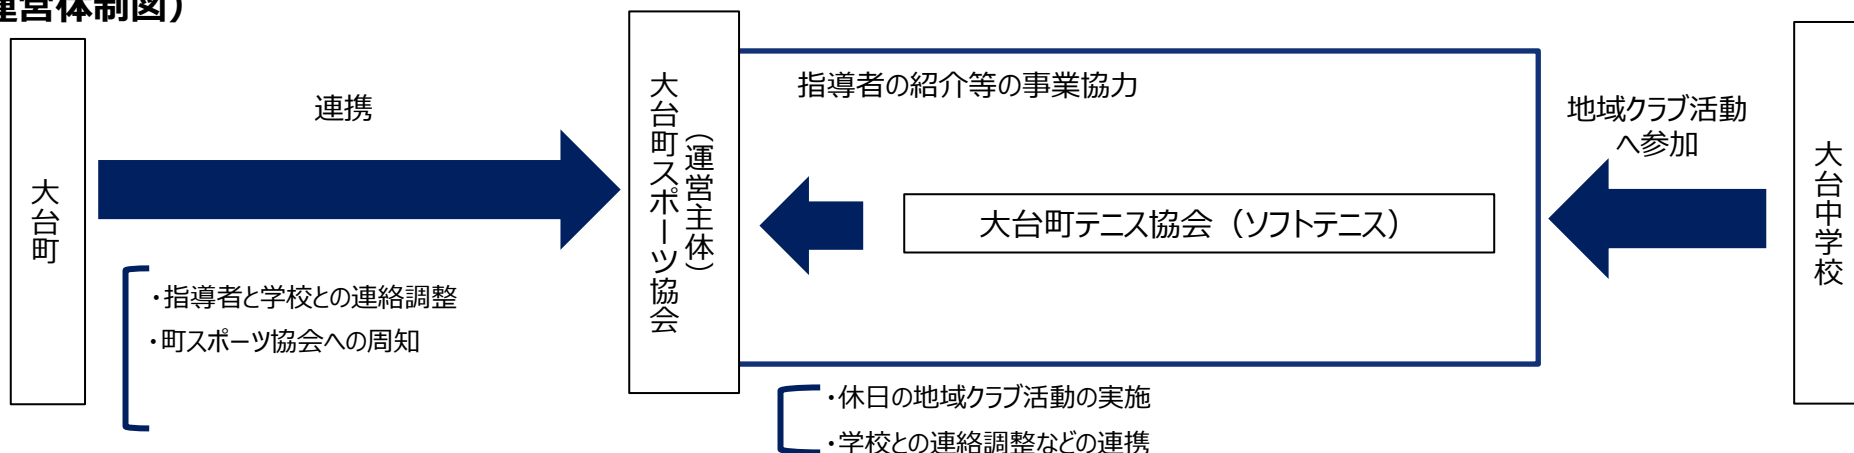 運営体制図）
大台町
連携
・指導者と学校との連絡調整
・町スポーツ協会への周知
大台町スポーツ協会
（運営主体）
指導者の紹介等の事業協力
大台町テニス協会（ソフトテニス）
・休日の地域クラブ活動の実施
・学校との連絡調整などの連携
地域クラブ活動
へ参加
大台中学校